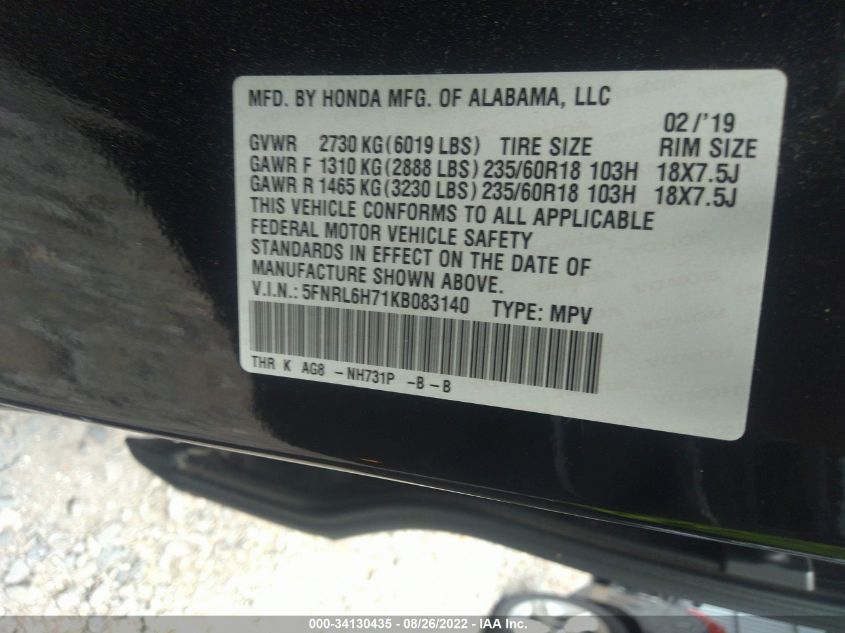 MFD. BY HONDA MFG. OF ALABAMA, LLC
02/'19
GVWR 2730 KG(6019 LBS) TIRE SIZE RIM SIZE
GAWR F 1310 KG(2888 LBS) 235/60R18 103H 18X7.5J
GAWR R 1465 KG(3230 LBS) 235/60R18 103H 18X7.5J
THIS VEHICLE CONFORMS TO ALL APPLICABLE
FEDERAL MOTOR VEHICLE SAFETY
STANDARDS IN EFFECT ON THE DATE OF
MANUFACTURE SHOWN ABOVE.
V.I.N.: 5FNRL6H71KB083140 TYPE: MPV
THR K AG8 -NH731P -B-B
000-34130435 - 08/26/2022 - IAA Inc.